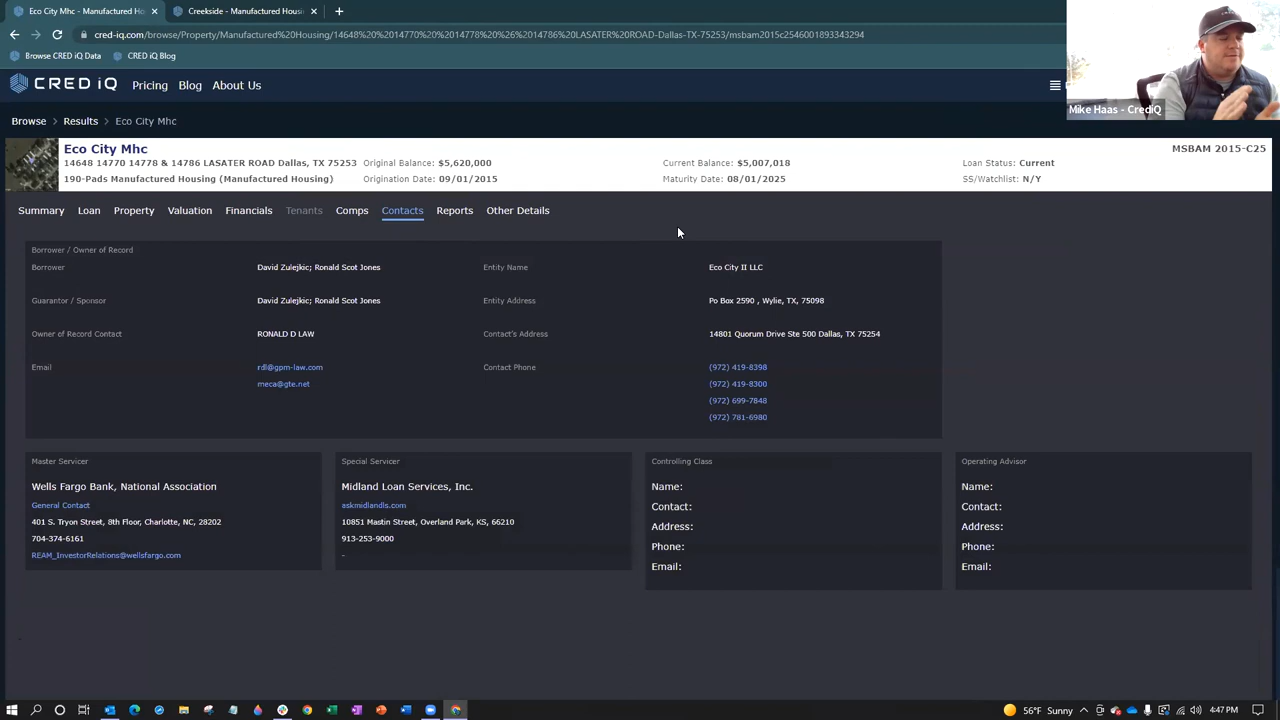 Eco City Mhc - Manufactured Ho
Creekside - Manufactured Housi
cred-iq.com/browse/Property/Manufactured%20Housing/14648%20%2014770%20%2014778%20%26%2014786%20LASATER%20ROAD-Dallas-TX-75253/msbam2015c2546001893343294
Browse CRED iQ Data
CRED iQ Blog
CRED iQ
Pricing
Blog
About Us
Mike Haas - CrediQ
Browse > Results > Eco City Mhc
Eco City Mhc
MSBAM 2015-C25
14648 14770 14778 & 14786 LASATER ROAD Dallas, TX 75253
Original Balance: $5,620,000
Current Balance: $5,007,018
Loan Status: Current
190-Pads Manufactured Housing (Manufactured Housing)
Origination Date: 09/01/2015
Maturity Date: 08/01/2025
SS/Watchlist: N/Y
Summary
Loan
Property
Valuation
Financials
Tenants
Comps
Contacts
Reports
Other Details
Borrower / Owner of Record
Borrower
David Zulejkic; Ronald Scot Jones
Entity Name
Eco City II LLC
Guarantor / Sponsor
David Zulejkic; Ronald Scot Jones
Entity Address
Po Box 2590 , Wylie, TX, 75098
Owner of Record Contact
RONALD D LAW
Contact's Address
14801 Quorum Drive Ste 500 Dallas, TX 75254
Email
rdl@gpm-law.com
meca@gte.net
Contact Phone
(972) 419-8398
(972) 419-8300
(972) 699-7848
(972) 781-6980
Master Servicer
Wells Fargo Bank, National Association
General Contact
401 S. Tryon Street, 8th Floor, Charlotte, NC, 28202
704-374-6161
REAM_InvestorRelations@wellsfargo.com
Special Servicer
Midland Loan Services, Inc.
askmidlandls.com
10851 Mastin Street, Overland Park, KS, 66210
913-253-9000
-
Controlling Class
Name:
Contact:
Address:
Phone:
Email:
Operating Advisor
Name:
Contact:
Address:
Phone:
Email:
56°F Sunny
4:47 PM